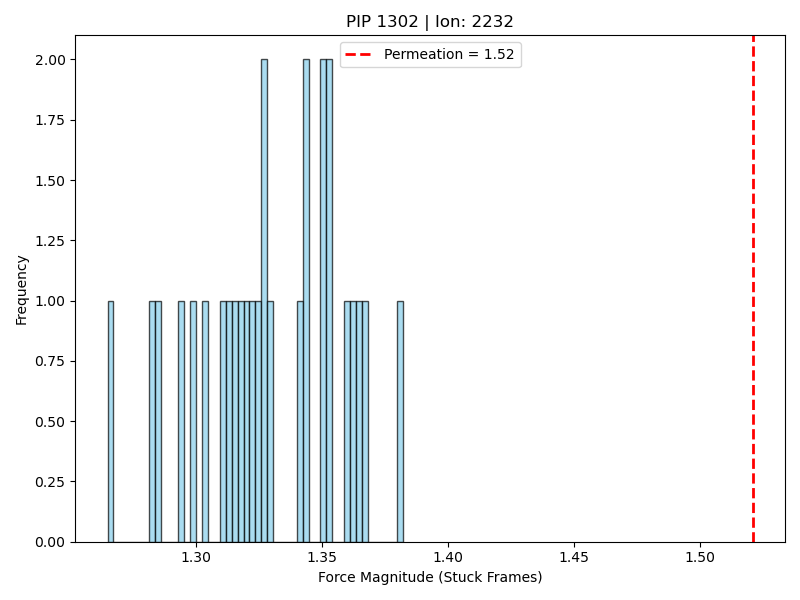 PIP 1302 | Ion: 2232
Permeation = 1.52
2.00
1.75
1.50
1.25
1.00
0.75
0.50
0.25
0.00
Frequency
1.30 1.35 1.40 1.45 1.50
Force Magnitude (Stuck Frames)